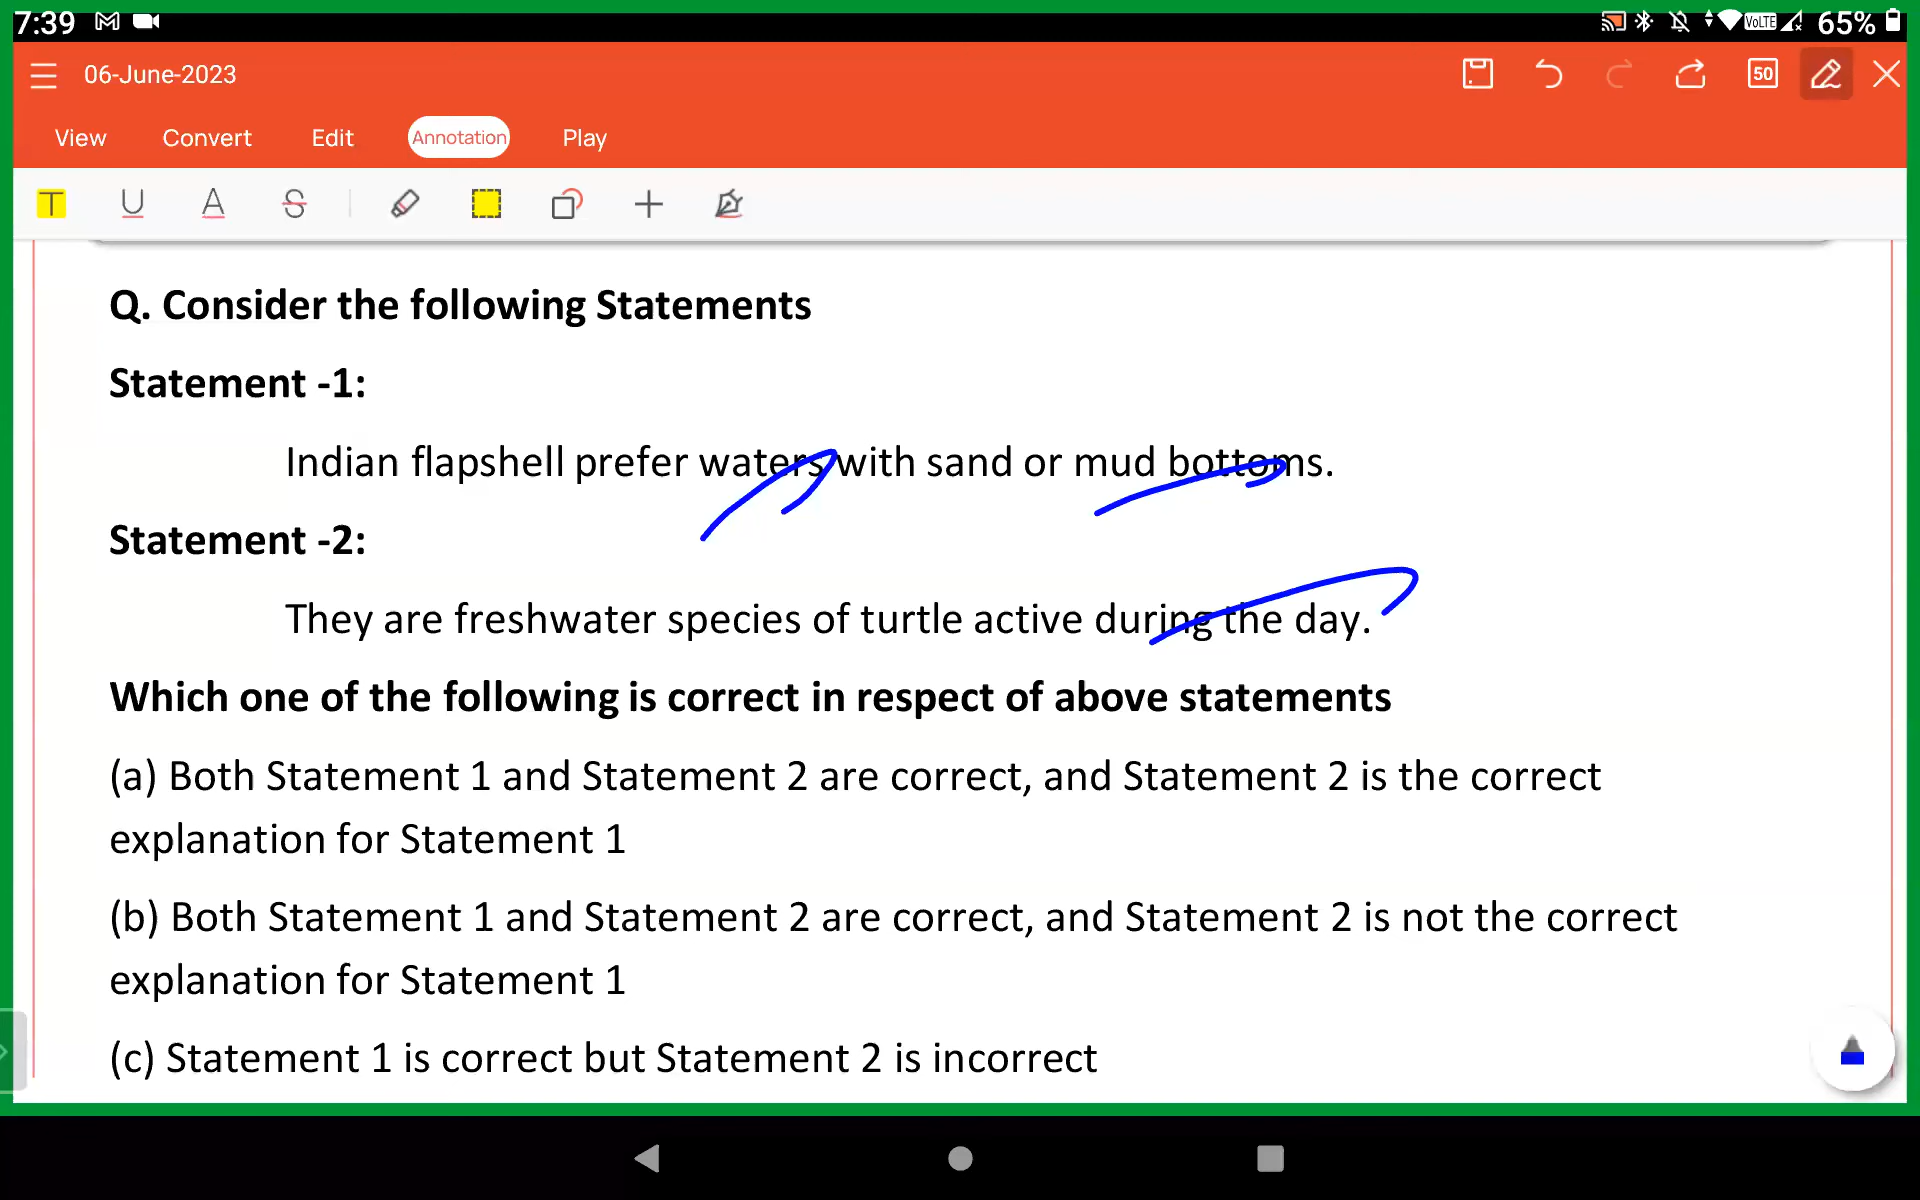 7:39 VoLTE 65%
06-June-2023 50
View Convert Edit Annotation Play
T U A S
Q. Consider the following Statements
Statement -1:
Indian flapshell prefer waters with sand or mud bottoms.
Statement -2:
They are freshwater species of turtle active during the day.
Which one of the following is correct in respect of above statements
(a) Both Statement 1 and Statement 2 are correct, and Statement 2 is the correct
explanation for Statement 1
(b) Both Statement 1 and Statement 2 are correct, and Statement 2 is not the correct
explanation for Statement 1
(c) Statement 1 is correct but Statement 2 is incorrect